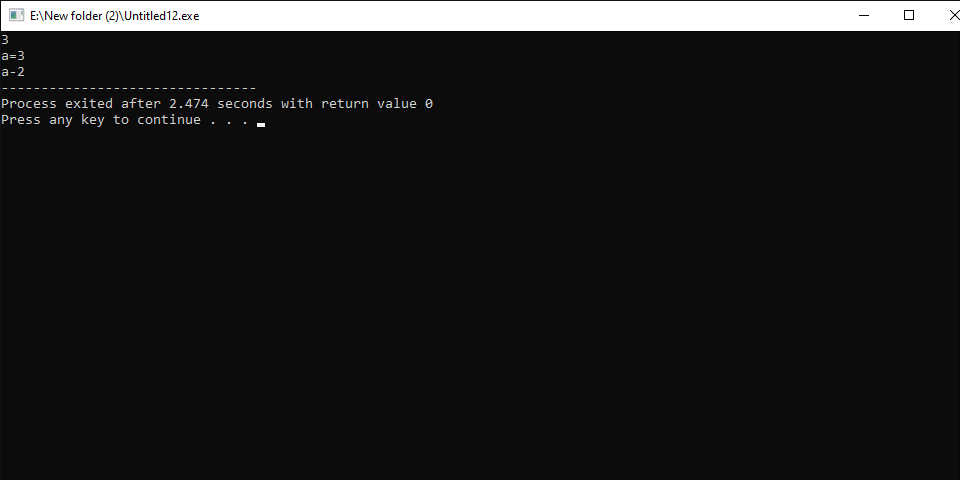 E:\New folder (2)\Untitled12.exe
3
a=3
a-2
--------------------------------
Process exited after 2.474 seconds with return value 0
Press any key to continue . . .